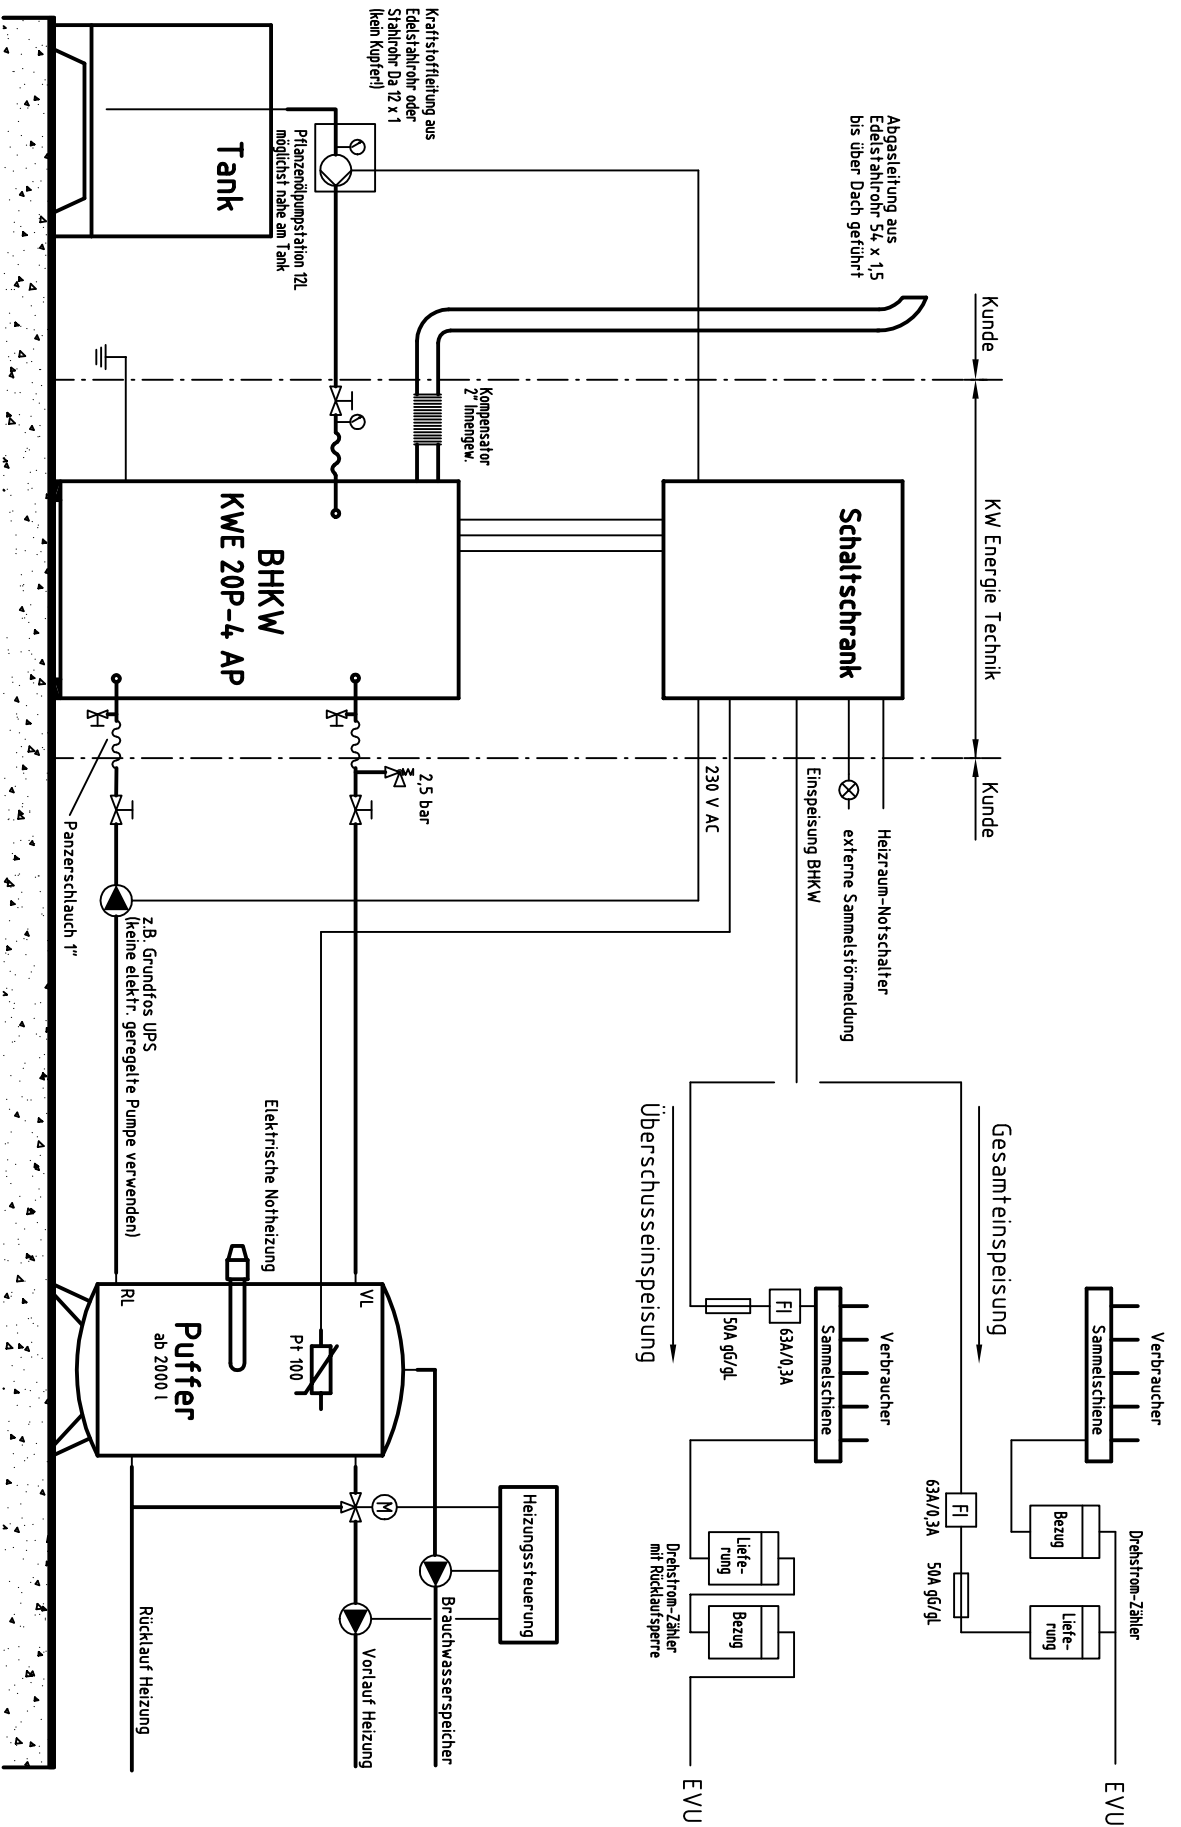 Kunde
KW Energie Technik
Kunde
Abgasleitung aus
Edelstahlrohr 54 x 1,5
bis über Dach geführt
Kraftstoffleitung aus
Edelstahlrohr oder
Stahlrohr Da 12 x 1
(kein Kupfer!)
Pflanzenölpumpstation 12L
möglichst nahe am Tank
Tank
Kompensator
2" Innengew.
Schaltschrank
BHKW
KWE 20P-4 AP
Heizraum-Notschalter
externe Sammelstörmeldung
Einspeisung BHKW
230 V AC
2,5 bar
Panzerschlauch 1"
z.B. Grundfos UPS
(keine elektr. geregelte Pumpe verwenden)
Elektrische Notheizung
Gesamteinspeisung
Überschusseinspeisung
Verbraucher
Sammelschiene
Drehstrom-Zähler
Bezug
Liefe-
rung
FI
63A/0,3A
50A gG/gL
EVU
Verbraucher
Sammelschiene
FI
63A/0,3A
50A gG/gL
Liefe-
rung
Bezug
Drehstrom-Zähler
mit Rücklaufsperre
EVU
VL
RL
Pt 100
Puffer
ab 2000 l
Heizungssteuerung
M
Brauchwasserspeicher
Vorlauf Heizung
Rücklauf Heizung